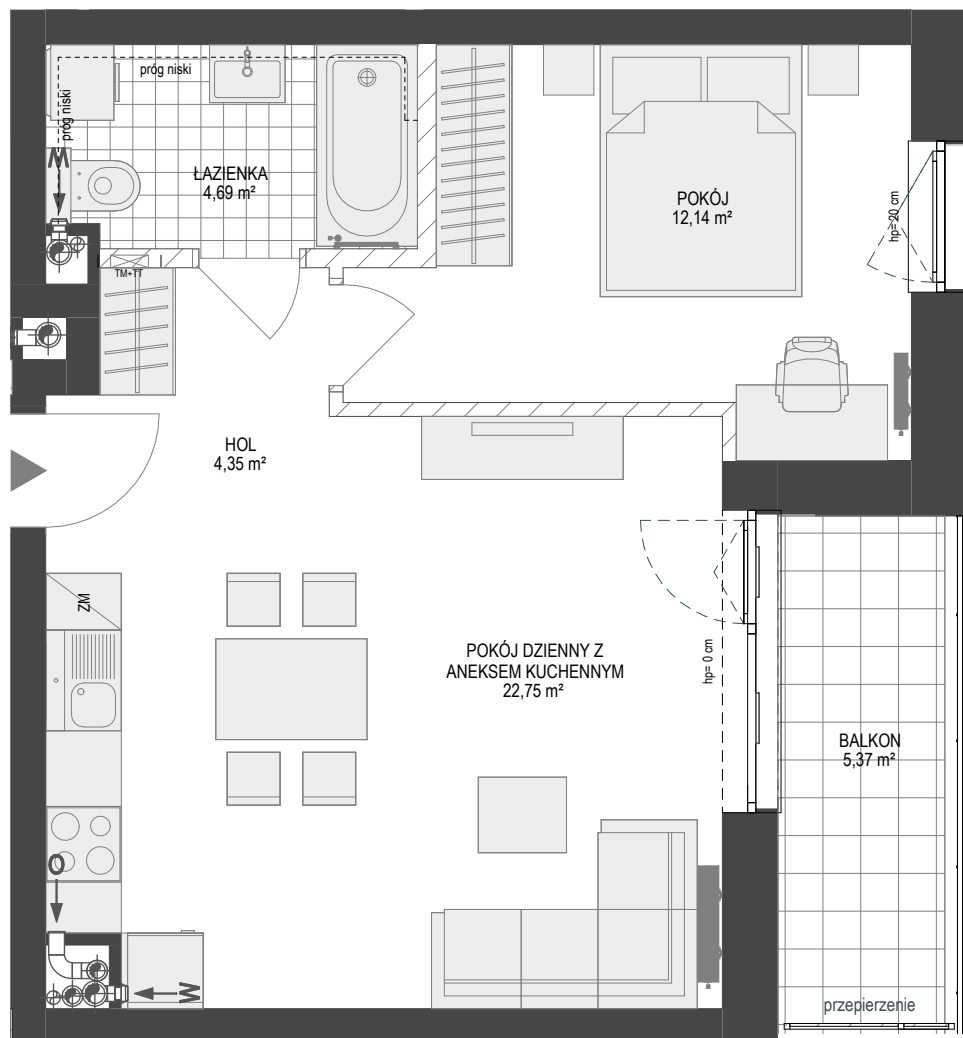 próg niski
próg niski
W
ŁAZIENKA
4,69 m²
TM+TT
POKÓJ
12,14 m²
hp= 20 cm
HOL
4,35 m²
ZM
POKÓJ DZIENNY Z
ANEKSEM KUCHENNYM
22,75 m²
hp= 0 cm
BALKON
5,37 m²
O
W
przepierzenie